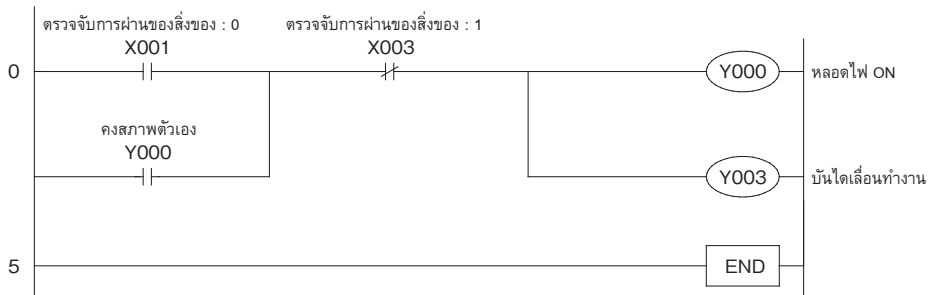 ตรวจจับการผ่านของสิ่งของ : 0
ตรวจจับการผ่านของสิ่งของ : 1
X001
X003
0
Y000
หลอดไฟ ON
คงสภาพตัวเอง
Y000
Y003
บันไดเลื่อนทำงาน
5
END